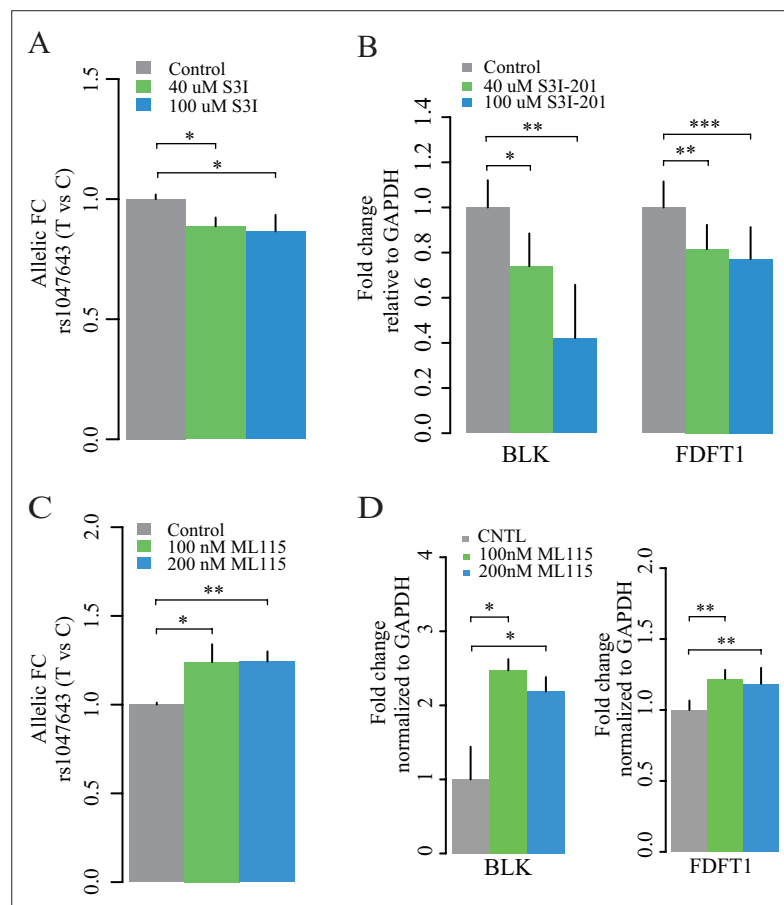 A
Control
40 uM S3I
100 uM S3I
Allelic FC
rs1047643 (T vs C)
0.0
0.5
1.0
1.5
*
*
B
Control
40 uM S3I-201
100 uM S3I-201
Fold change
relative to GAPDH
0.0
0.2
0.4
0.6
0.8
1.0
1.2
1.4
**
*
***
**
BLK
FDFT1
C
Control
100 nM ML115
200 nM ML115
Allelic FC
rs1047643 (T vs C)
0.0
0.5
1.0
1.5
2.0
**
*
D
CNTL
100nM ML115
200nM ML115
Fold change
normalized to GAPDH
0
1
2
3
4
*
*
BLK
Fold change
normalized to GAPDH
0.0
0.5
1.0
1.5
2.0
**
**
FDFT1